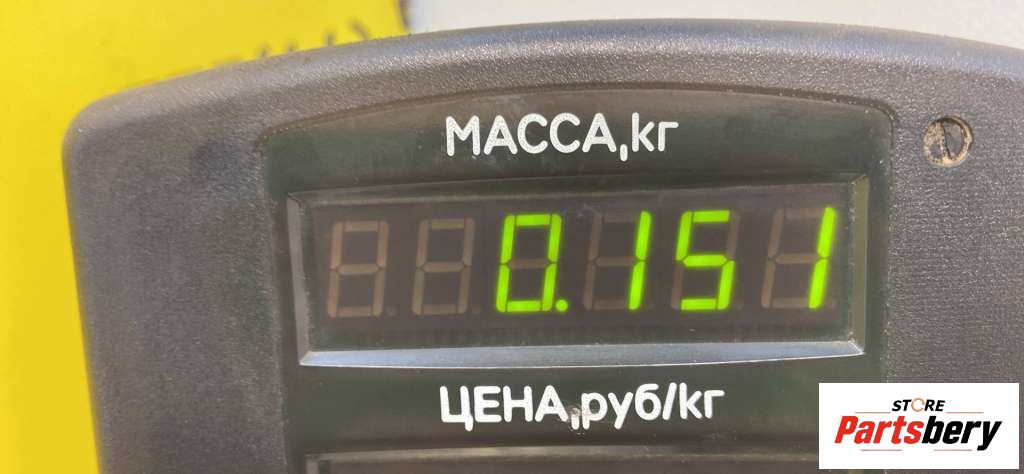 МАССА,кг
0.151
ЦЕНА,руб/кг
STORE
Partsbery